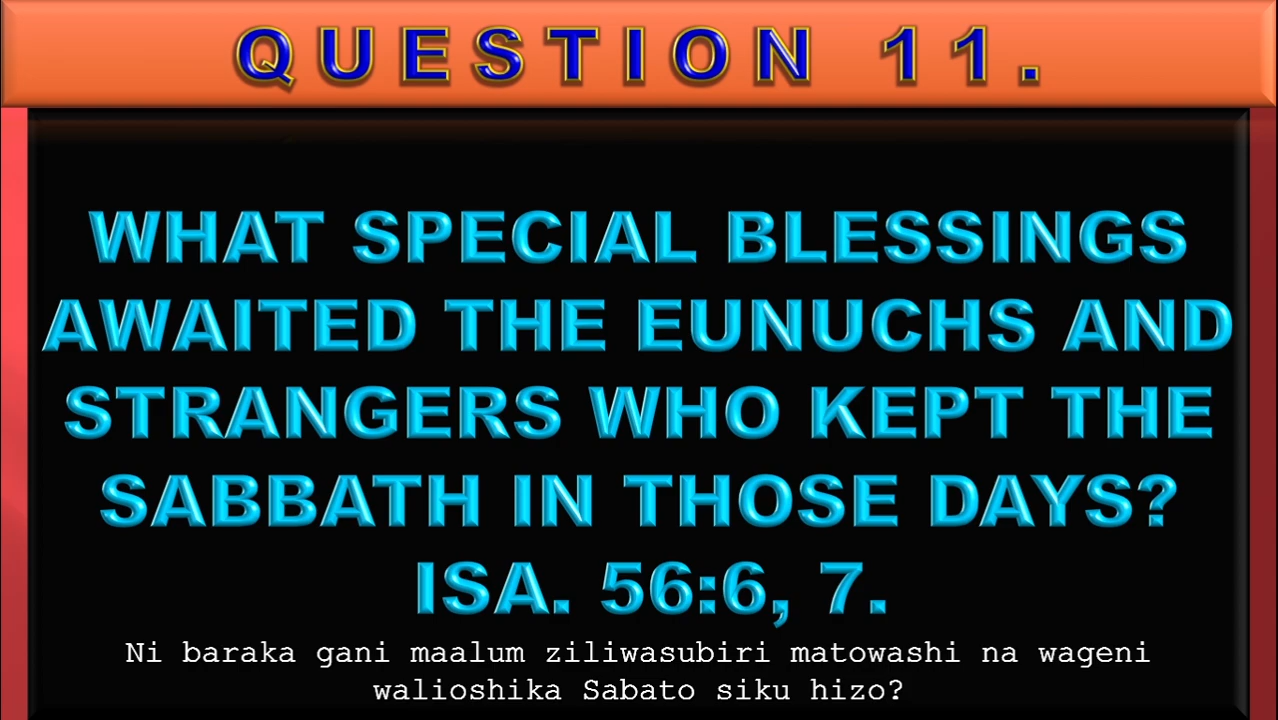 QUESTION 11.
WHAT SPECIAL BLESSINGS
AWAITED THE EUNUCHS AND
STRANGERS WHO KEPT THE
SABBATH IN THOSE DAYS?
ISA. 56:6, 7.
Ni baraka gani maalum ziliwasubiri matowashi na wageni
walioshika Sabato siku hizo?